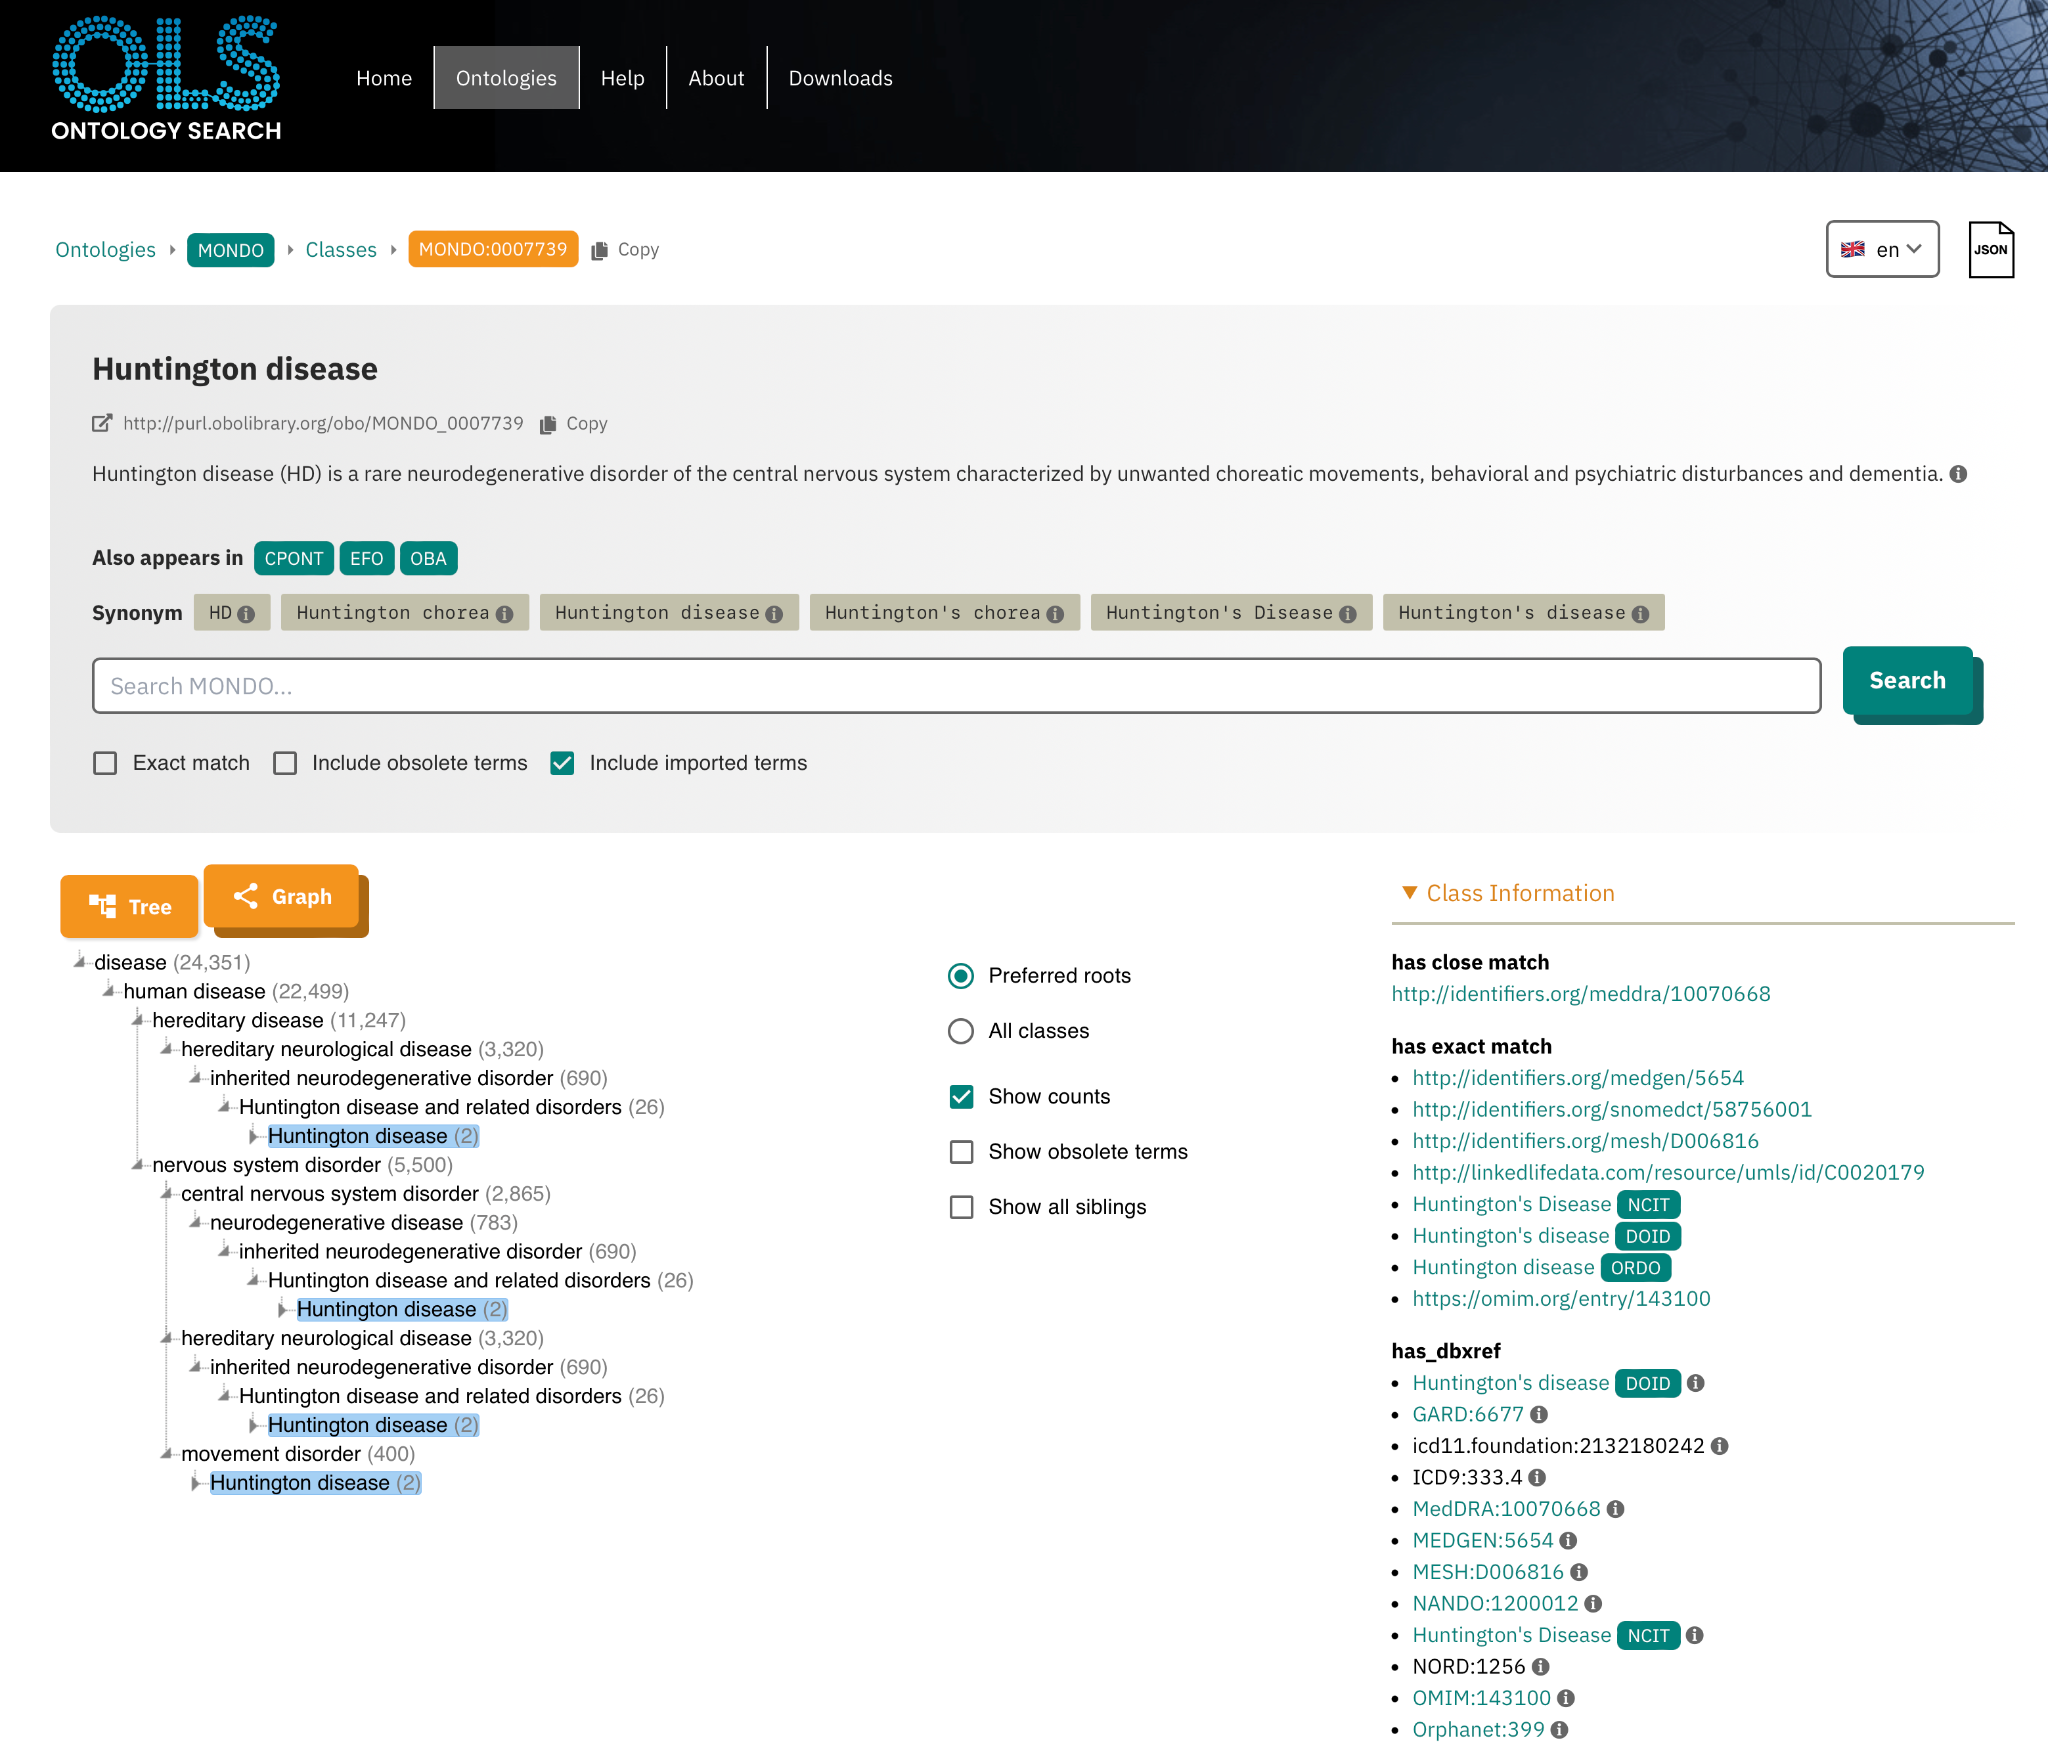 OLS
ONTOLOGY SEARCH
Home Ontologies Help About Downloads
Ontologies MONDO Classes MONDO:0007739 Copy
en
JSON
Huntington disease
http://purl.obolibrary.org/obo/MONDO_0007739 Copy
Huntington disease (HD) is a rare neurodegenerative disorder of the central nervous system characterized by unwanted choreatic movements, behavioral and psychiatric disturbances and dementia.
Also appears in CPONT EFO OBA
Synonym HD Huntington chorea Huntington disease Huntington's chorea Huntington's Disease Huntington's disease
Search MONDO...
Search
Exact match Include obsolete terms Include imported terms
Tree Graph
disease (24,351)
human disease (22,499)
hereditary disease (11,247)
hereditary neurological disease (3,320)
inherited neurodegenerative disorder (690)
Huntington disease and related disorders (26)
Huntington disease (2)
nervous system disorder (5,500)
central nervous system disorder (2,865)
neurodegenerative disease (783)
inherited neurodegenerative disorder (690)
Huntington disease and related disorders (26)
Huntington disease (2)
hereditary neurological disease (3,320)
inherited neurodegenerative disorder (690)
Huntington disease and related disorders (26)
Huntington disease (2)
movement disorder (400)
Huntington disease (2)
Preferred roots
All classes
Show counts
Show obsolete terms
Show all siblings
Class Information
has close match
http://identifiers.org/meddra/10070668
has exact match
http://identifiers.org/medgen/5654
http://identifiers.org/snomedct/58756001
http://identifiers.org/mesh/D006816
http://linkedlifedata.com/resource/umls/id/C0020179
Huntington's Disease NCIT
Huntington's disease DOID
Huntington disease ORDO
https://omim.org/entry/143100
has_dbxref
Huntington's disease DOID
GARD:6677
icd11.foundation:2132180242
ICD9:333.4
MedDRA:10070668
MEDGEN:5654
MESH:D006816
NANDO:1200012
Huntington's Disease NCIT
NORD:1256
OMIM:143100
Orphanet:399